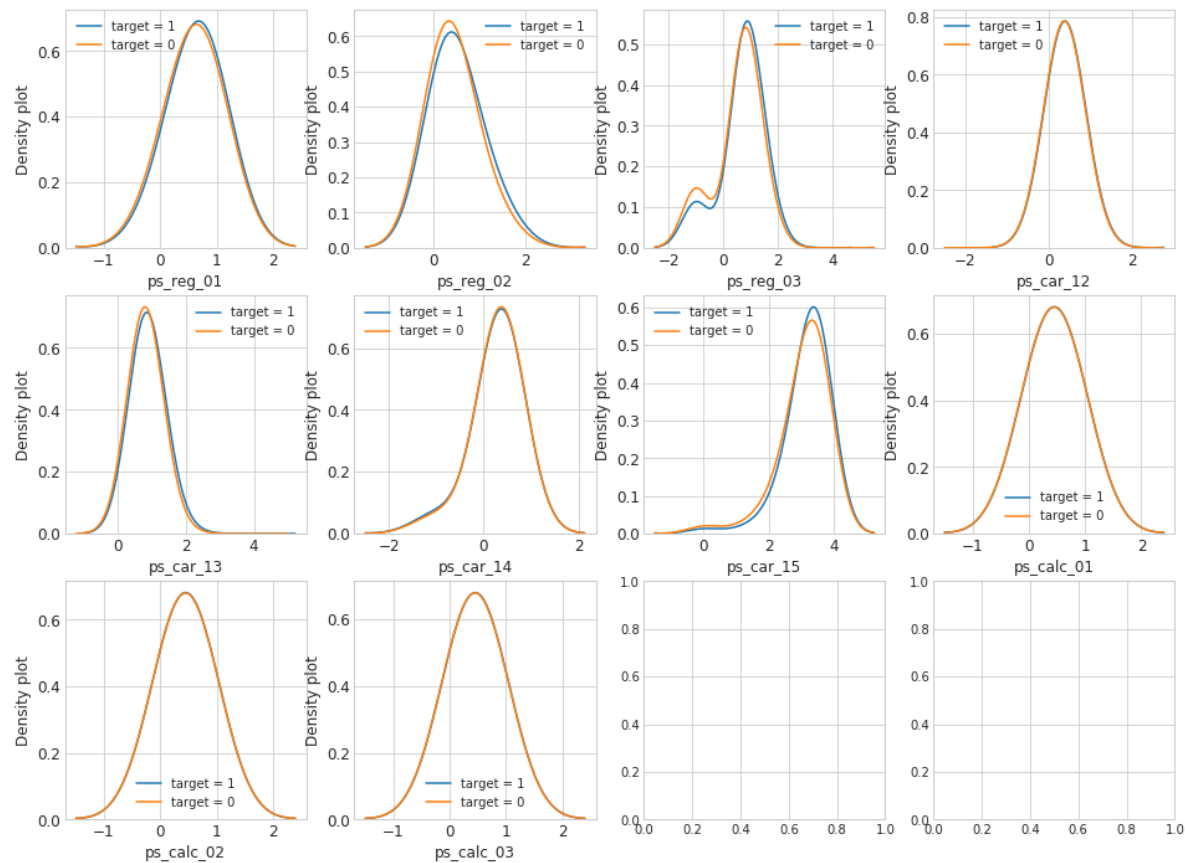 Density plot
0.6
0.4
0.2
0.0
target = 1
target = 0
−1 0 1 2
ps_reg_01
Density plot
0.6
0.5
0.4
0.3
0.2
0.1
0.0
target = 1
target = 0
0 2
ps_reg_02
Density plot
0.5
0.4
0.3
0.2
0.1
0.0
target = 1
target = 0
−2 0 2 4
ps_reg_03
Density plot
0.8
0.6
0.4
0.2
0.0
target = 1
target = 0
−2 0 2
ps_car_12
Density plot
0.6
0.4
0.2
0.0
target = 1
target = 0
0 2 4
ps_car_13
Density plot
0.6
0.4
0.2
0.0
target = 1
target = 0
−2 0 2
ps_car_14
Density plot
0.6
0.5
0.4
0.3
0.2
0.1
0.0
target = 1
target = 0
0 2 4
ps_car_15
Density plot
0.6
0.4
0.2
0.0
target = 1
target = 0
−1 0 1 2
ps_calc_01
Density plot
0.6
0.4
0.2
0.0
target = 1
target = 0
−1 0 1 2
ps_calc_02
Density plot
0.6
0.4
0.2
0.0
target = 1
target = 0
−1 0 1 2
ps_calc_03
1.0
0.8
0.6
0.4
0.2
0.0
0.0 0.2 0.4 0.6 0.8 1.0
1.0
0.8
0.6
0.4
0.2
0.0
0.0 0.2 0.4 0.6 0.8 1.0